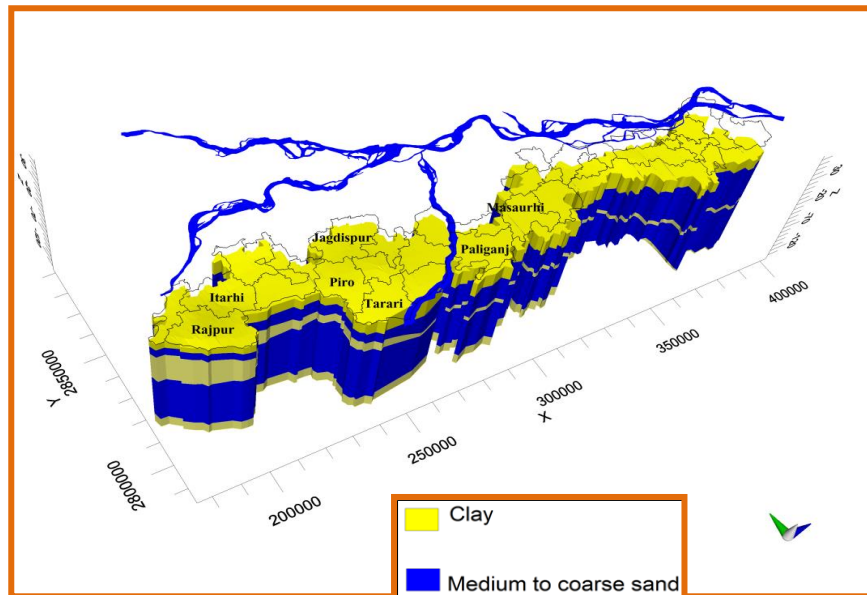 Jagdispur
Masaurhi
Paliganj
Piro
Itarhi
Tarari
Rajpur
Y
2850000
2800000
X
200000
250000
300000
350000
400000
Z
Clay
Medium to coarse sand